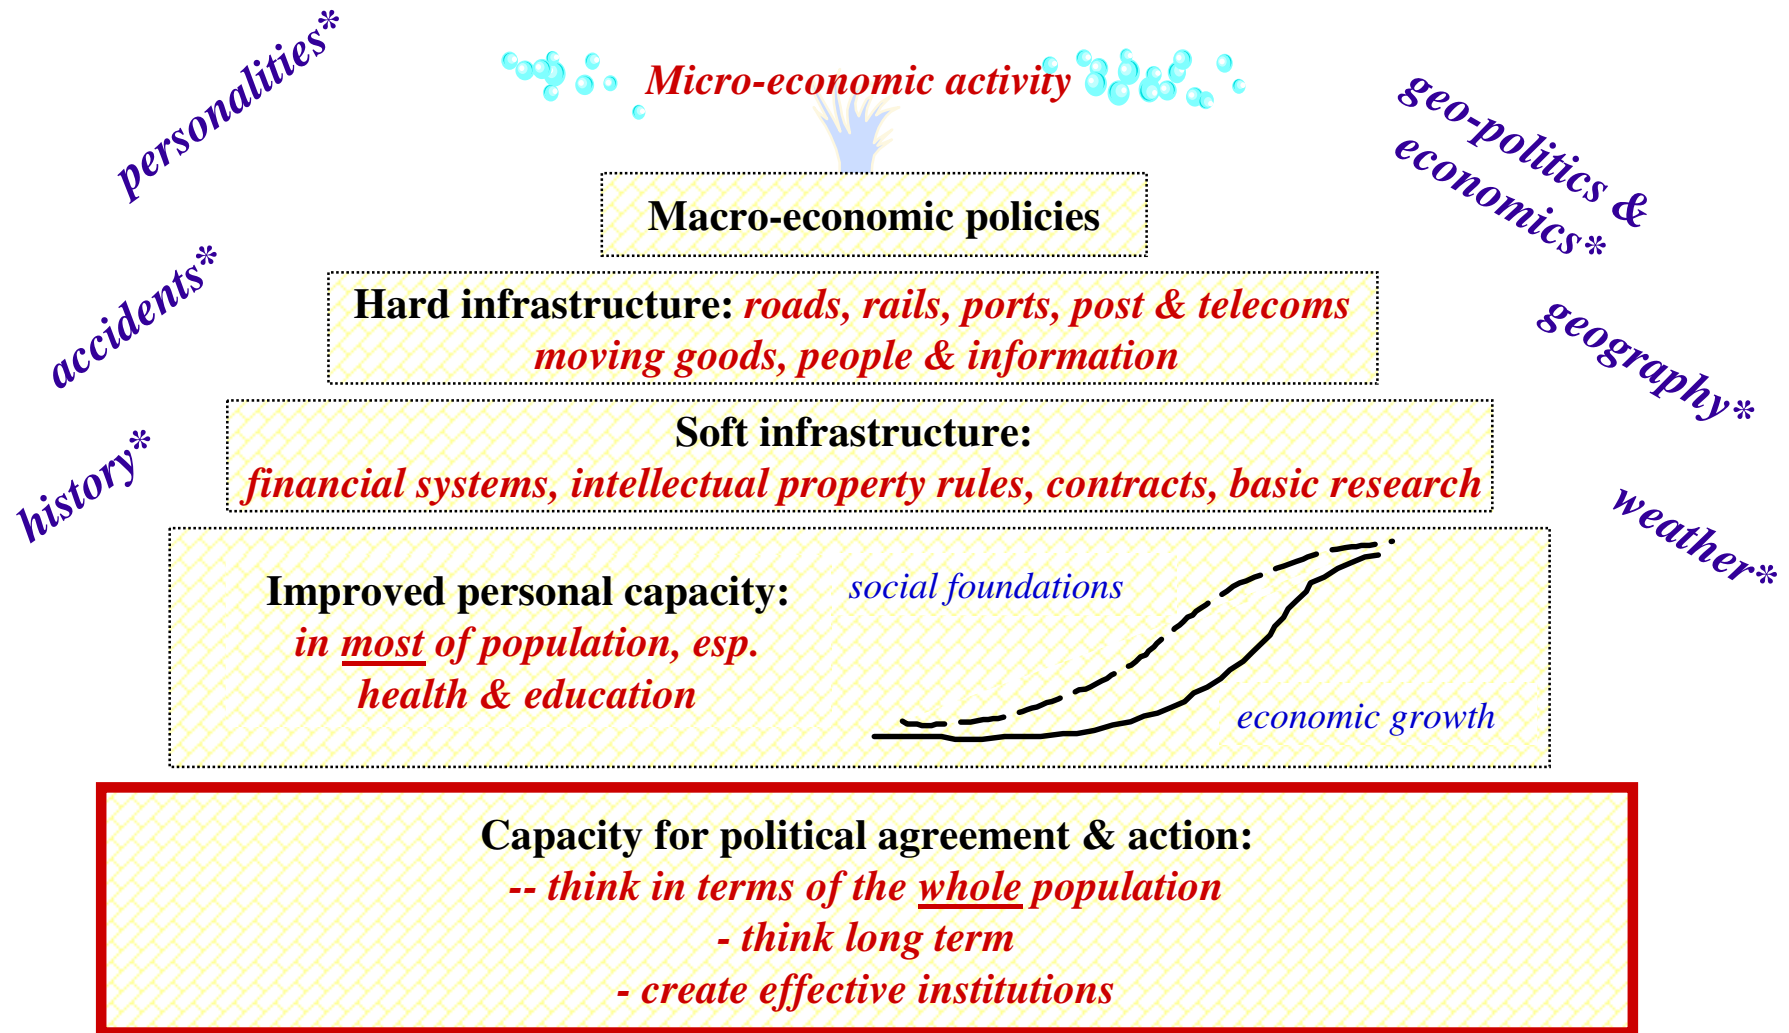 personalities*
accidents*
history*
Micro-economic activity
geo-politics &
economics*
geography*
weather*
Macro-economic policies
Hard infrastructure: roads, rails, ports, post & telecoms
moving goods, people & information
Soft infrastructure:
financial systems, intellectual property rules, contracts, basic research
Improved personal capacity:
in most of population, esp.
health & education
social foundations
economic growth
Capacity for political agreement & action:
-- think in terms of the whole population
- think long term
- create effective institutions